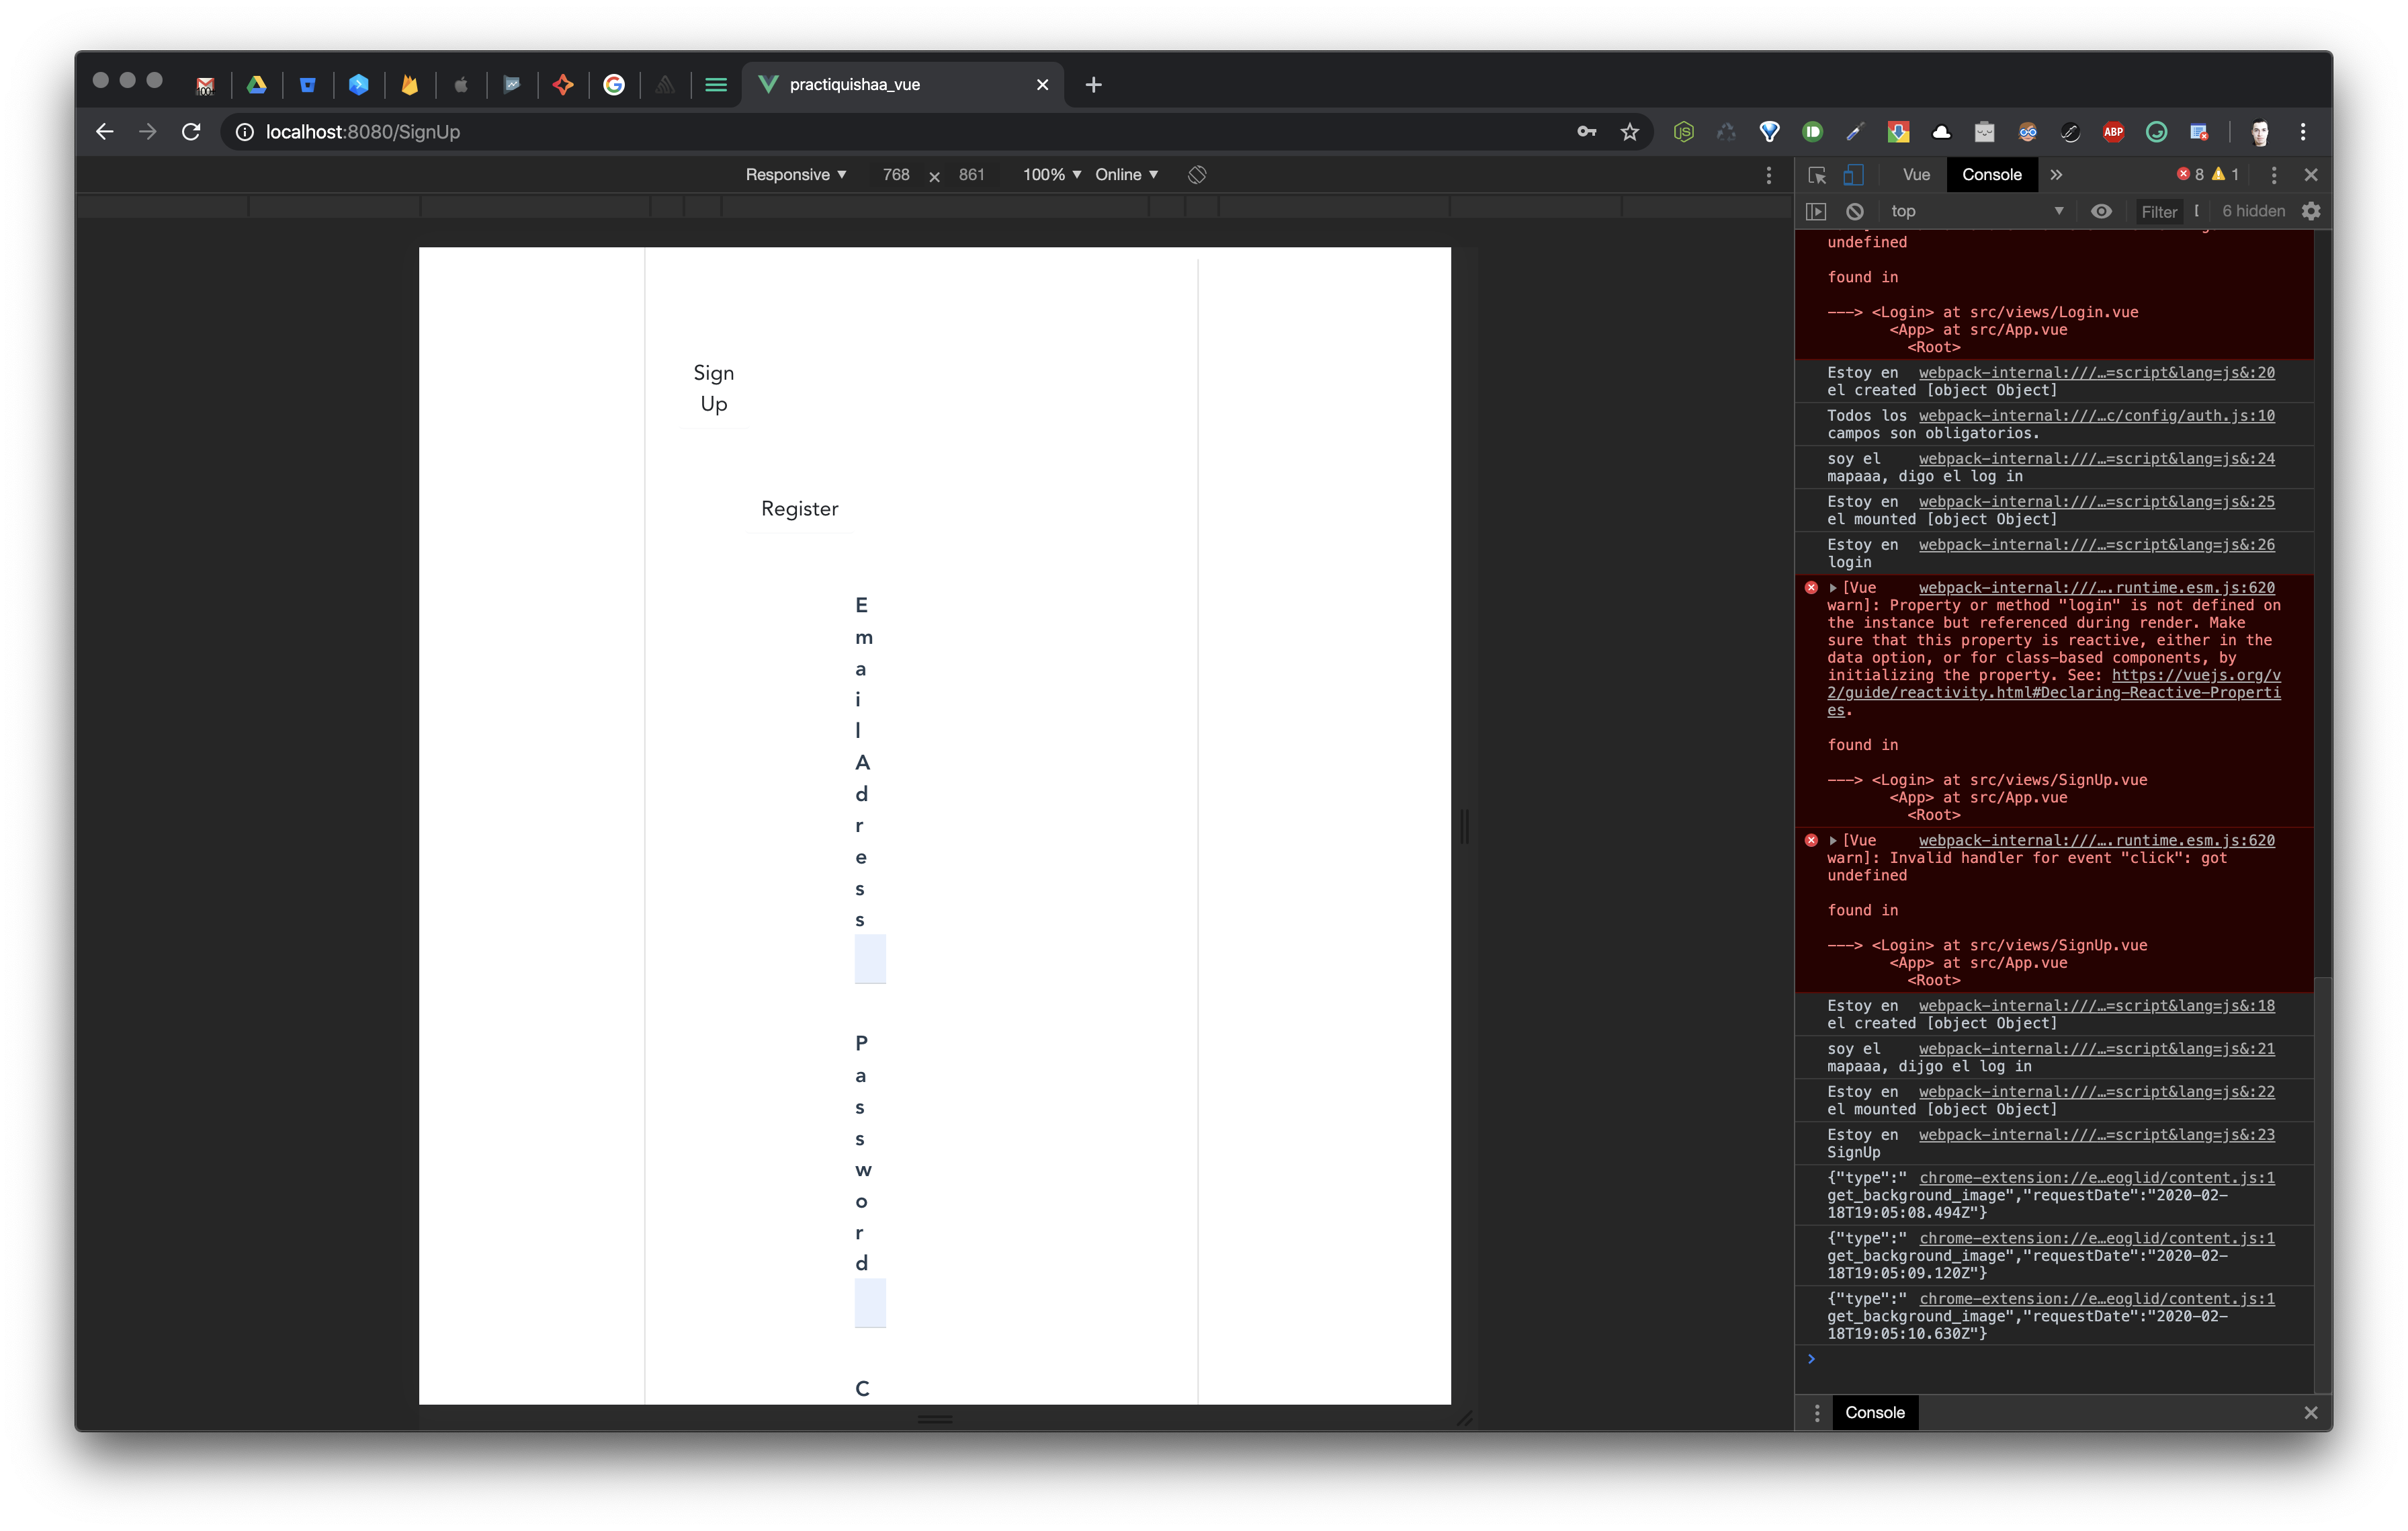 practiquishaa_vue
localhost:8080/SignUp
ABP
Responsive 768 × 861 100% Online
Vue Console 8 1
top Filter 6 hidden
Sign
Up
Register
E
m
a
i
l
A
d
r
e
s
s
P
a
s
s
w
o
r
d
C
undefined
found in
---> <Login> at src/views/Login.vue
<App> at src/App.vue
<Root>
Estoy en webpack-internal:///…=script&lang=js&:20
el created [object Object]
Todos los webpack-internal:///…c/config/auth.js:10
campos son obligatorios.
soy el webpack-internal:///…=script&lang=js&:24
mapaaa, digo el log in
Estoy en webpack-internal:///…=script&lang=js&:25
el mounted [object Object]
Estoy en webpack-internal:///…=script&lang=js&:26
login
[Vue webpack-internal:///….runtime.esm.js:620
warn]: Property or method "login" is not defined on
the instance but referenced during render. Make
sure that this property is reactive, either in the
data option, or for class-based components, by
initializing the property. See: https://vuejs.org/v
2/guide/reactivity.html#Declaring-Reactive-Properti
es.
found in
---> <Login> at src/views/SignUp.vue
<App> at src/App.vue
<Root>
[Vue webpack-internal:///….runtime.esm.js:620
warn]: Invalid handler for event "click": got
undefined
found in
---> <Login> at src/views/SignUp.vue
<App> at src/App.vue
<Root>
Estoy en webpack-internal:///…=script&lang=js&:18
el created [object Object]
soy el webpack-internal:///…=script&lang=js&:21
mapaaa, dijgo el log in
Estoy en webpack-internal:///…=script&lang=js&:22
el mounted [object Object]
Estoy en webpack-internal:///…=script&lang=js&:23
SignUp
{"type":" chrome-extension://e…eoglid/content.js:1
get_background_image","requestDate":"2020-02-
18T19:05:08.494Z"}
{"type":" chrome-extension://e…eoglid/content.js:1
get_background_image","requestDate":"2020-02-
18T19:05:09.120Z"}
{"type":" chrome-extension://e…eoglid/content.js:1
get_background_image","requestDate":"2020-02-
18T19:05:10.630Z"}
Console